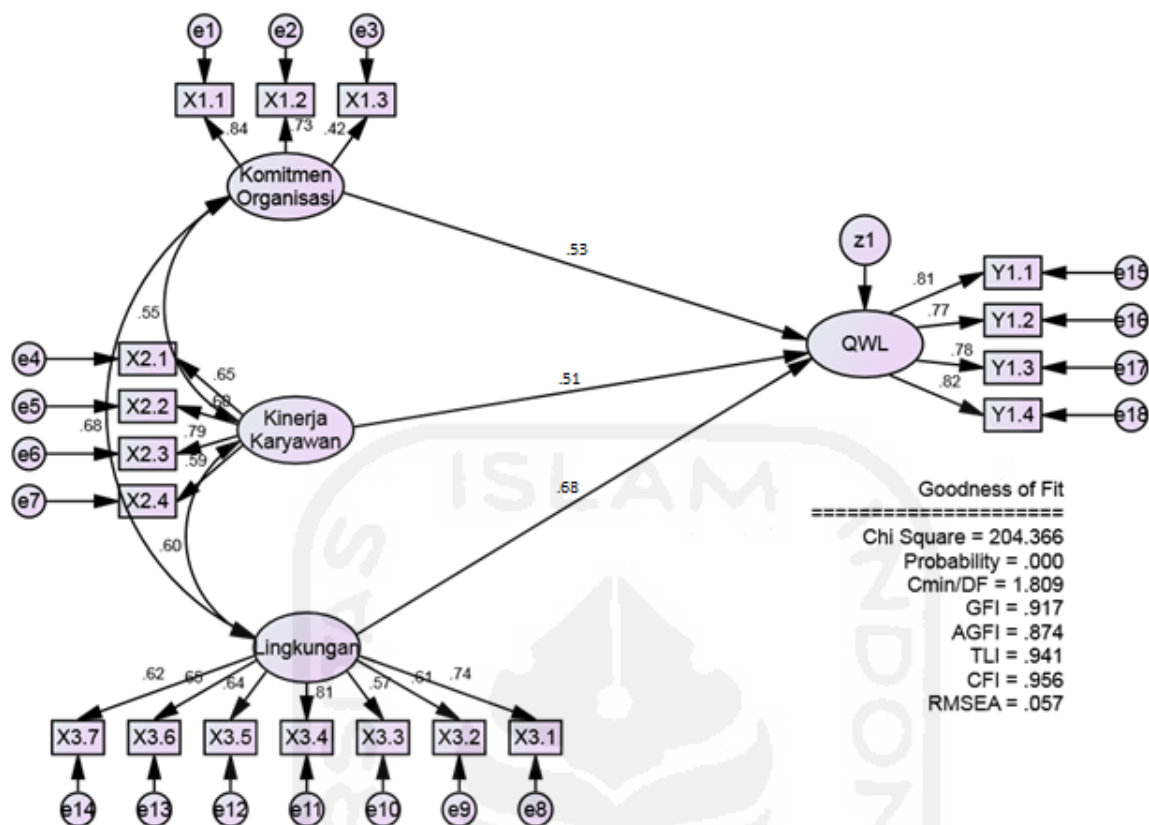 e1
e2
e3
X1.1
X1.2
X1.3
.84
.73
.42
Komitmen
Organisasi
.53
z1
.81
Y1.1
e15
.77
Y1.2
e16
QWL
.78
Y1.3
e17
.82
Y1.4
e18
.55
e4
X2.1
.65
e5
X2.2
.51
Kinerja
Karyawan
.68
e6
X2.3
.79
.59
e7
X2.4
.60
.68
ISLAM
Goodness of Fit
=====================
Chi Square = 204.366
Probability = .000
Cmin/DF = 1.809
GFI = .917
AGFI = .874
TLI = .941
CFI = .956
RMSEA = .057
Lingkungan
.62
.65
.64
.81
.57
.61
.74
X3.7
X3.6
X3.5
X3.4
X3.3
X3.2
X3.1
e14
e13
e12
e11
e10
e9
e8